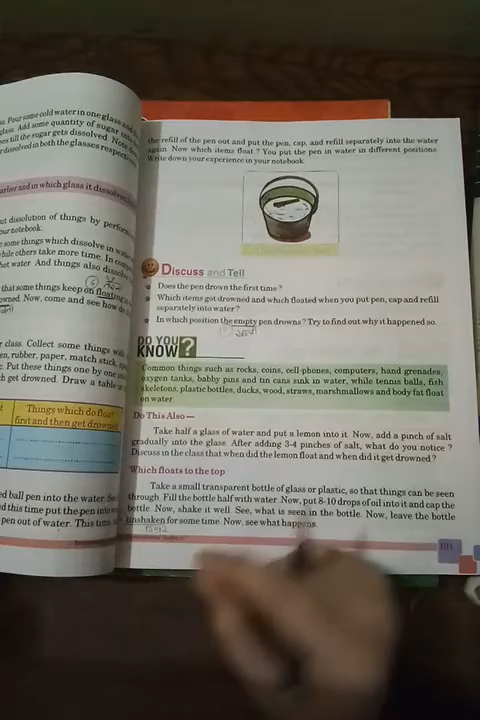 ss. Pour some cold water in one glass and
glass. Add some quantity of sugar into
till the sugar gets dissolved. Note
dissolved in both the glasses
earlier and in which glass it dissolved
ut dissolution of things by
our notebook.
some things which dissolve in water
while others take more time. In
hot water. And things also dissolve
that some things keep on floating
Now, come and see how
r class. Collect some things
en, rubber, paper, match stick,
Put these things one by one
ch get drowned. Draw a table
Things which do float
first and then get drowned
ed ball pen into the water. See
d this time put the pen into
pen out of water. This time,
the refill of the pen out and put the pen, cap, and refill separately into the water
again. Now which items float ? You put the pen in water in different positions.
Write down your experience in your notebook.
Discuss and Tell
Does the pen drown the first time ?
Which items got drowned and which floated when you put pen, cap and refill
separately into water ?
In which position the empty pen drowns ? Try to find out why it happened so.
DO YOU
KNOW ?
Common things such as rocks, coins, cell-phones, computers, hand grenades,
oxygen tanks, babby pins and tin cans sunk in water, while tennis balls, fish
skeletons, plastic bottles, ducks, wood, straws, marshmallows and body fat float
on water
Do This Also —
Take half a glass of water and put a lemon into it. Now, add a pinch of salt
gradually into the glass. After adding 3-4 pinches of salt, what do you notice ?
Discuss in the class that when did the lemon float and when did it get drowned ?
Which floats to the top
Take a small transparent bottle of glass or plastic, so that things can be seen
through. Fill the bottle half with water. Now, put 8-10 drops of oil into it and cap the
bottle. Now, shake it well. See, what is seen in the bottle. Now, leave the bottle
unshaken for some time. Now, see what happens.
103